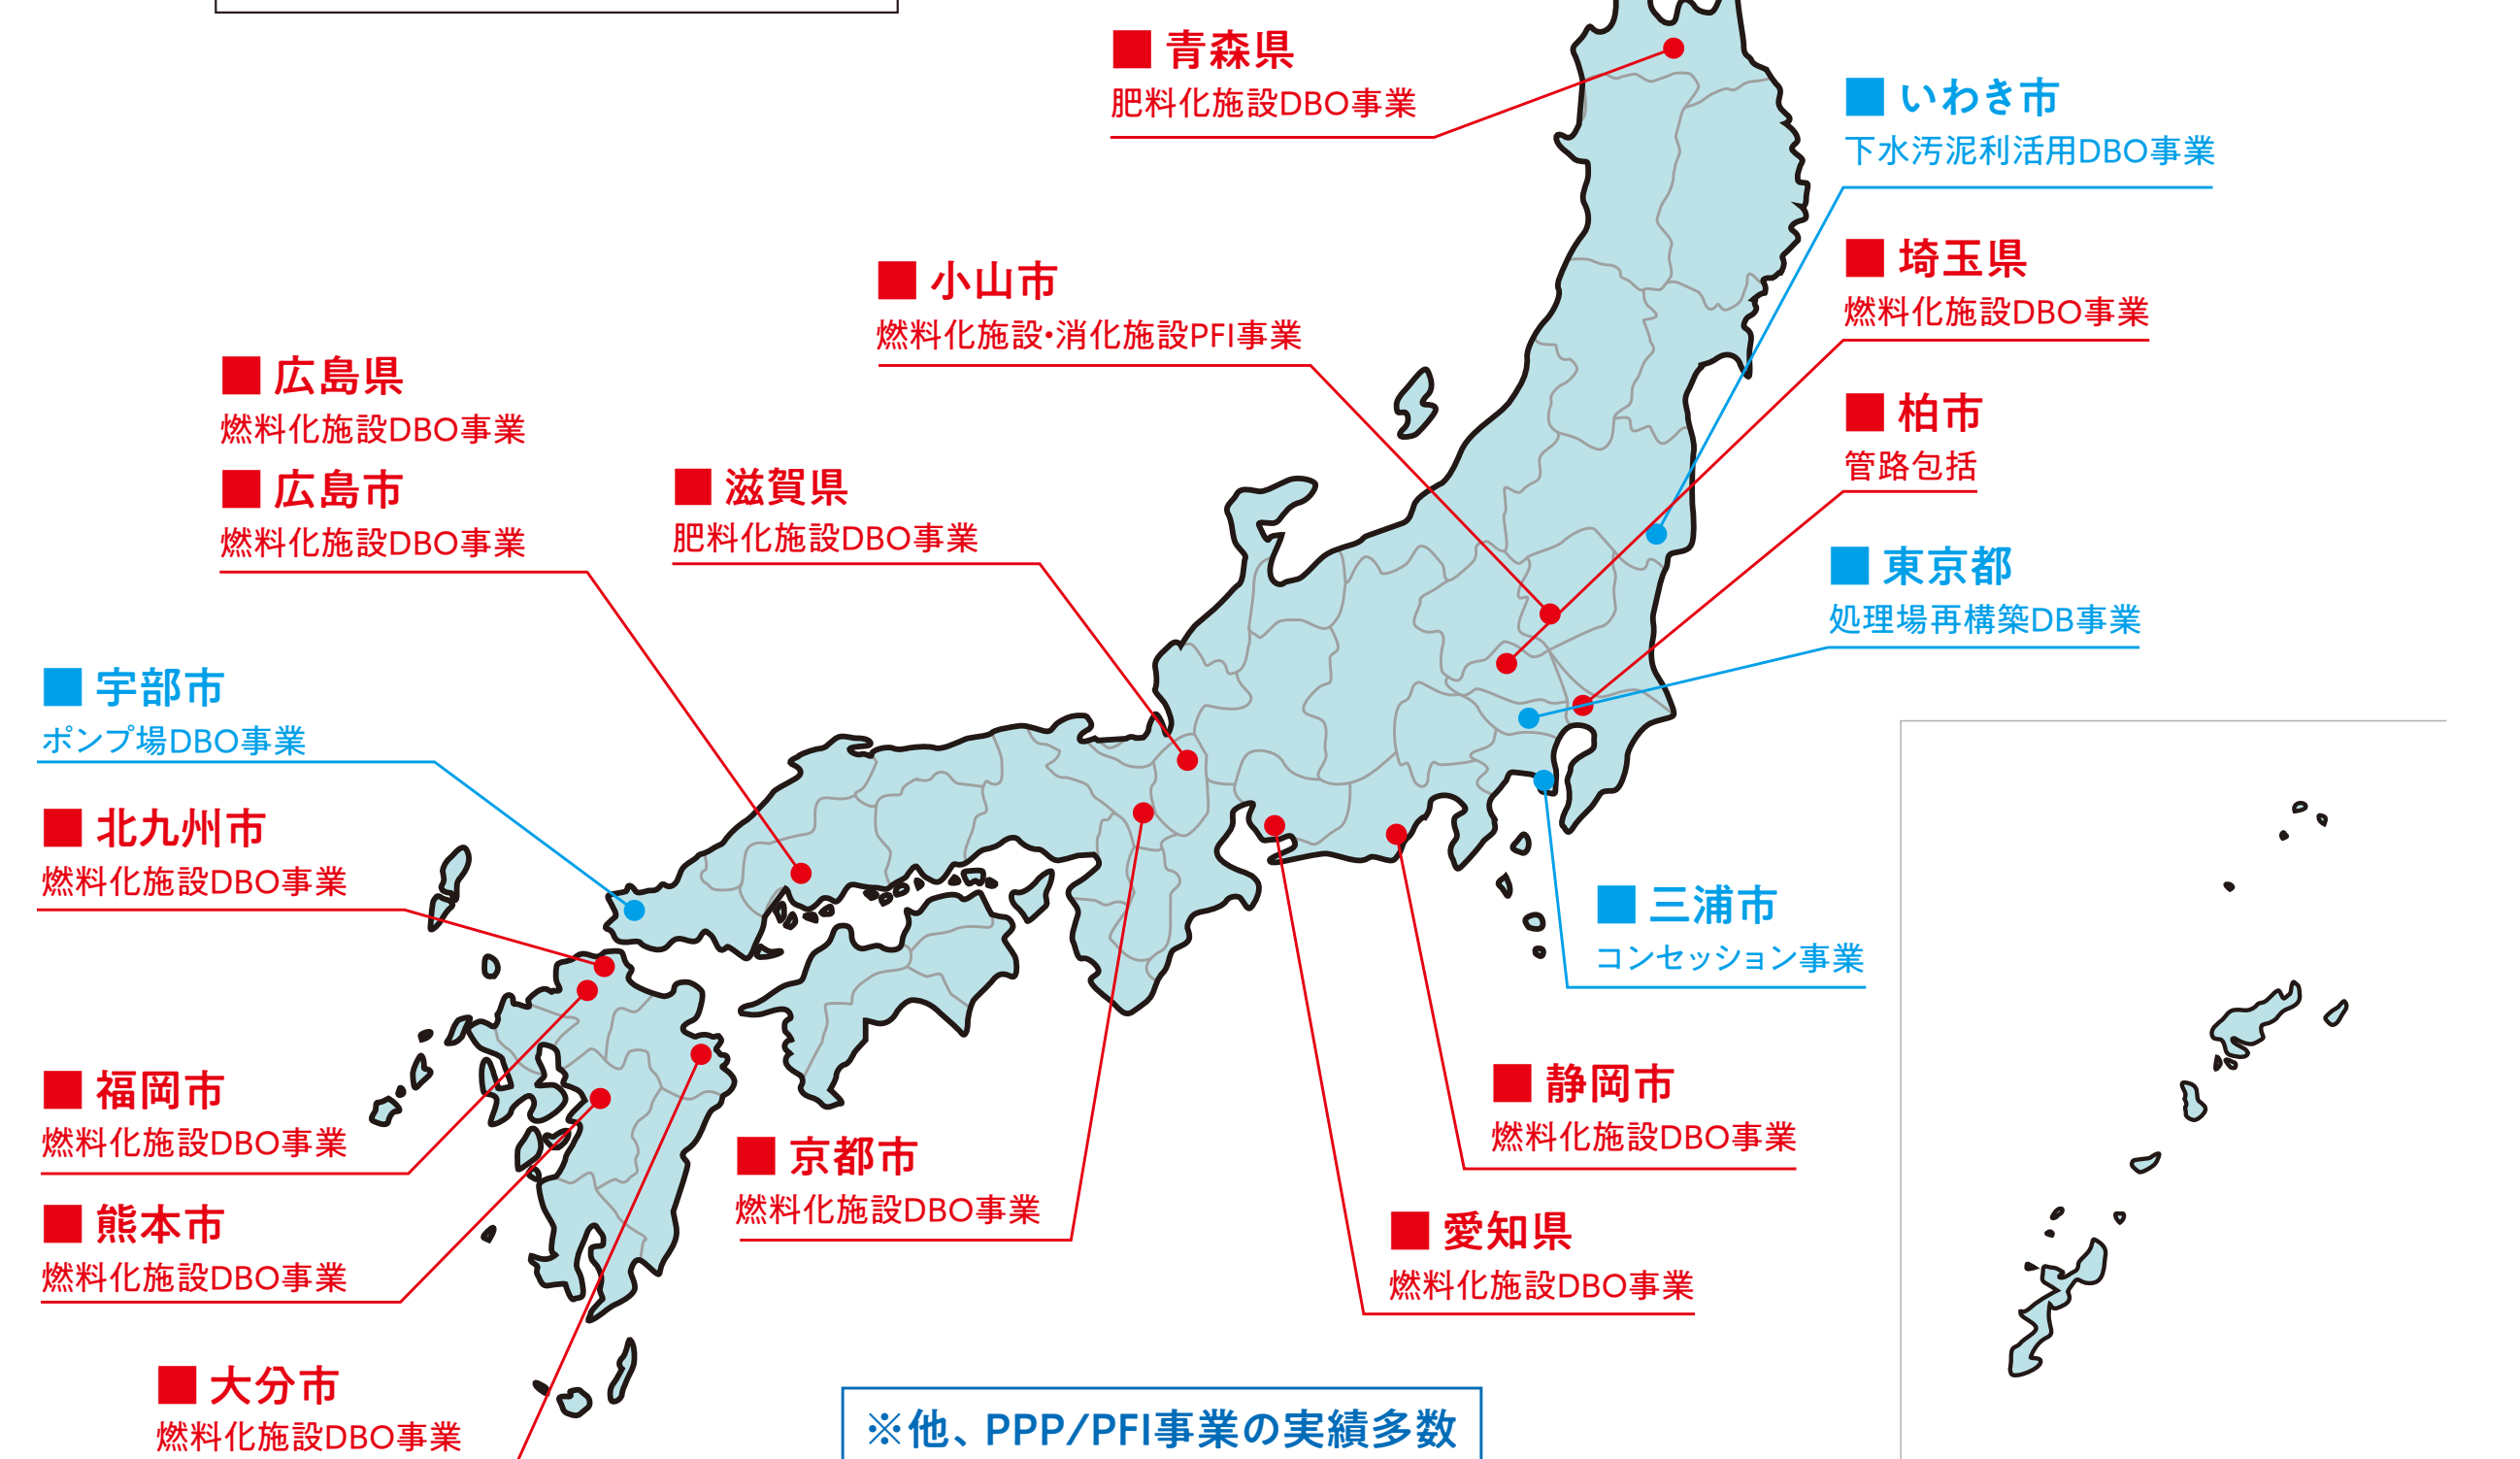 ■ 青森県
肥料化施設DBO事業
■ いわき市
下水汚泥利活用DBO事業
■ 小山市
燃料化施設・消化施設PFI事業
■ 埼玉県
燃料化施設DBO事業
■ 広島県
燃料化施設DBO事業
■ 柏市
管路包括
■ 広島市
燃料化施設DBO事業
■ 滋賀県
肥料化施設DBO事業
■ 東京都
処理場再構築DB事業
■ 宇部市
ポンプ場DBO事業
■ 北九州市
燃料化施設DBO事業
■ 三浦市
コンセッション事業
■ 福岡市
燃料化施設DBO事業
■ 静岡市
燃料化施設DBO事業
■ 京都市
燃料化施設DBO事業
■ 熊本市
燃料化施設DBO事業
■ 愛知県
燃料化施設DBO事業
■ 大分市
燃料化施設DBO事業
※他、PPP/PFI事業の実績多数